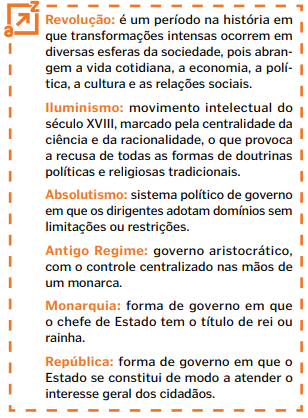 a z
Revolução: é um período na história em
que transformações intensas ocorrem em
diversas esferas da sociedade, pois abran-
gem a vida cotidiana, a economia, a polí-
tica, a cultura e as relações sociais.
Iluminismo: movimento intelectual do
século XVIII, marcado pela centralidade da
ciência e da racionalidade, o que provoca
a recusa de todas as formas de doutrinas
políticas e religiosas tradicionais.
Absolutismo: sistema político de governo
em que os dirigentes adotam domínios sem
limitações ou restrições.
Antigo Regime: governo aristocrático,
com o controle centralizado nas mãos de
um monarca.
Monarquia: forma de governo em que
o chefe de Estado tem o título de rei ou
rainha.
República: forma de governo em que o
Estado se constitui de modo a atender o
interesse geral dos cidadãos.